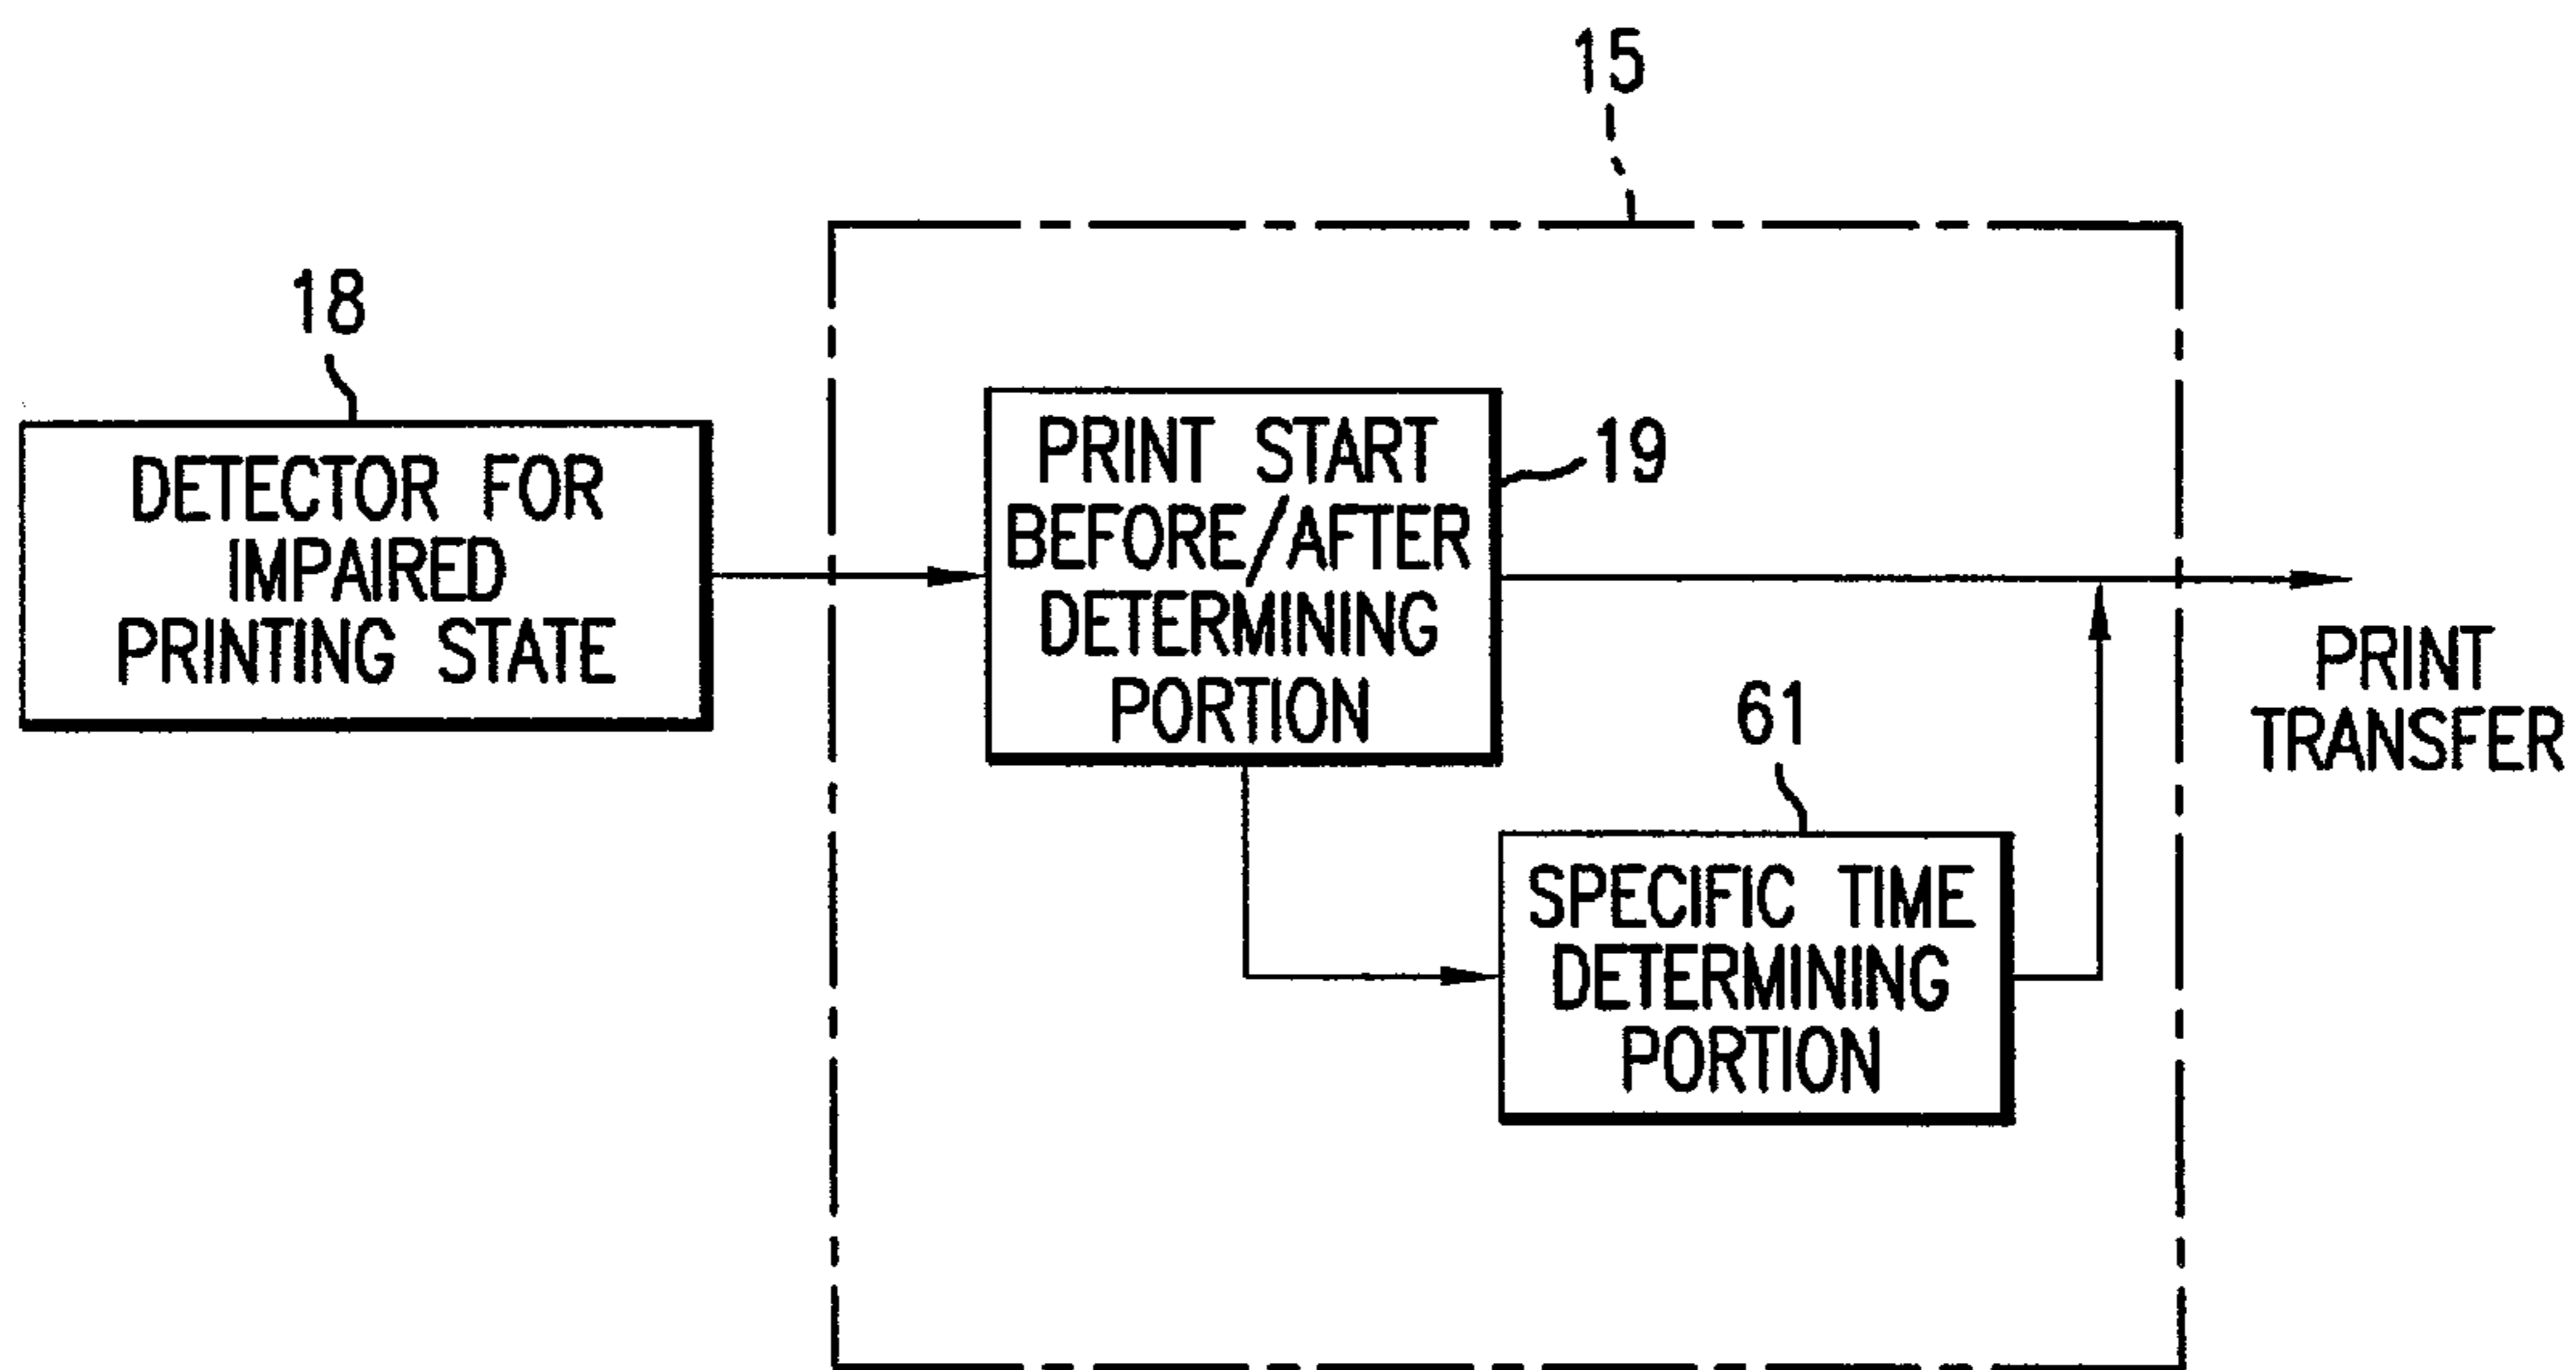 15
18
DETECTOR FOR
IMPAIRED
PRINTING STATE
PRINT START
BEFORE/AFTER
DETERMINING
PORTION
19
61
SPECIFIC TIME
DETERMINING
PORTION
PRINT
TRANSFER